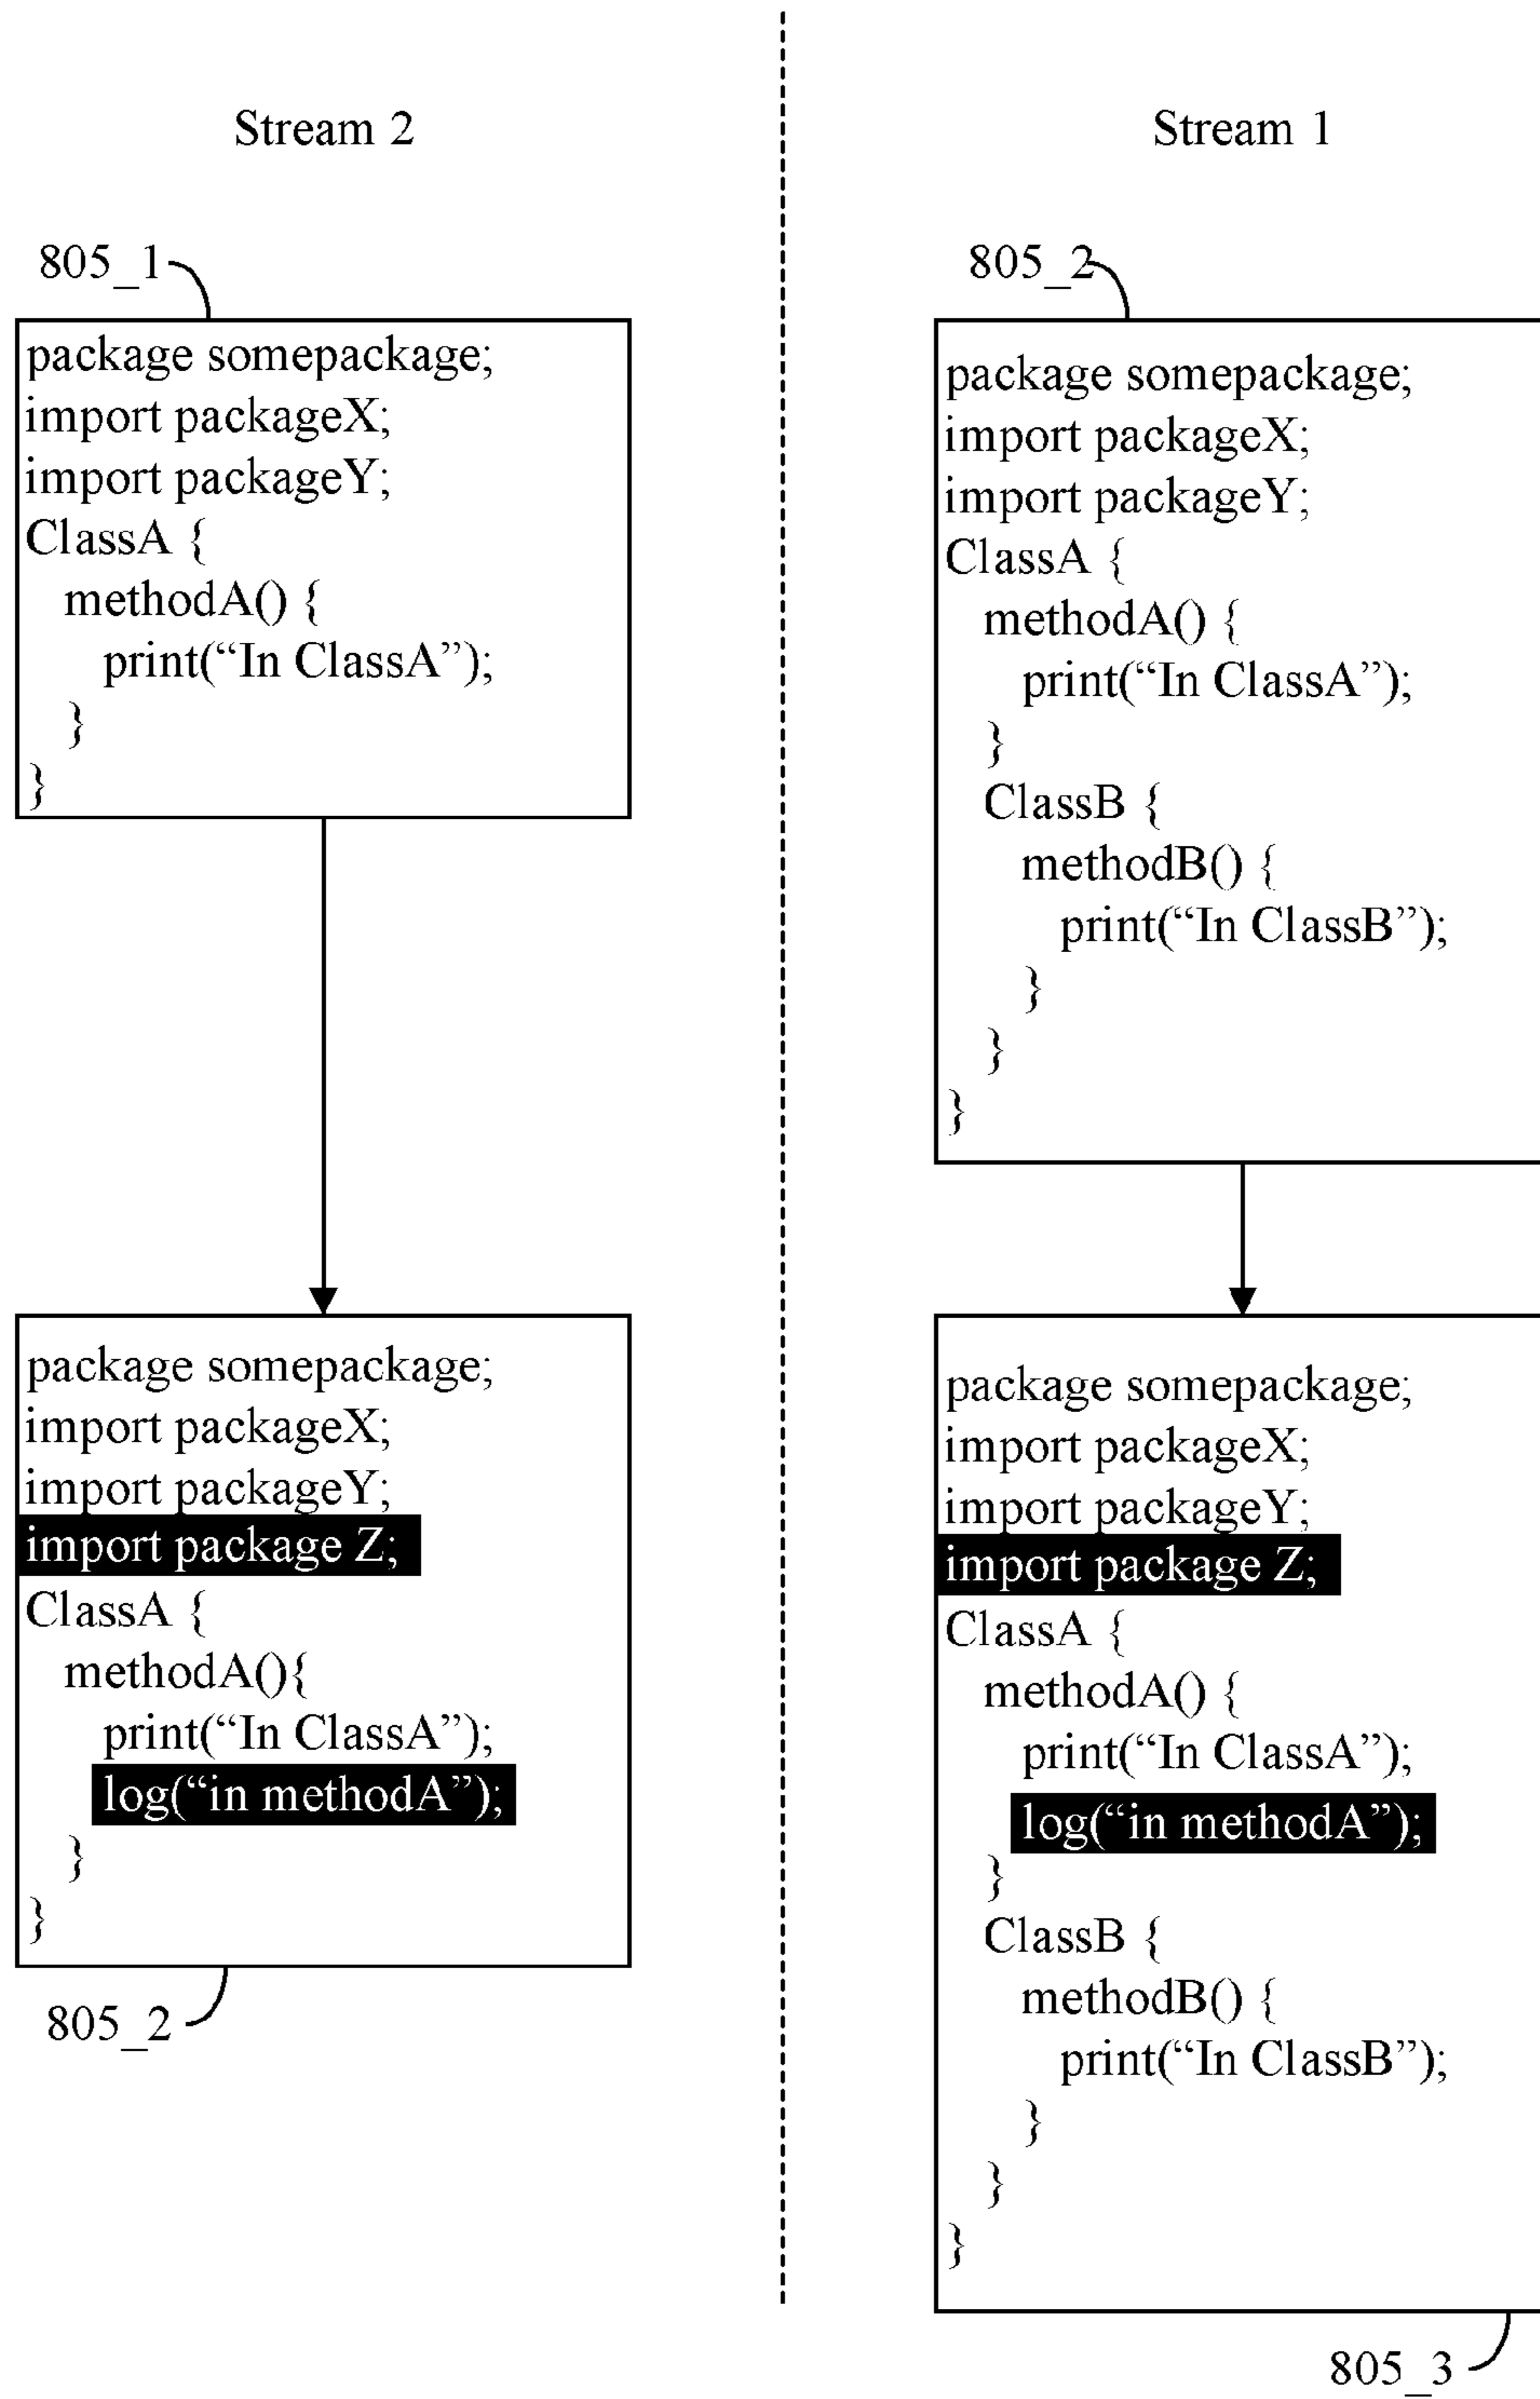 Stream 2
805_1
package somepackage;
import packageX;
import packageY;
ClassA {
methodA() {
print(“In ClassA”);
}
}
package somepackage;
import packageX;
import packageY;
import package Z;
ClassA {
methodA(){
print(“In ClassA”);
log(“in methodA”);
}
}
805_2
Stream 1
805_2
package somepackage;
import packageX;
import packageY;
ClassA {
methodA() {
print(“In ClassA”);
}
ClassB {
methodB() {
print(“In ClassB”);
}
}
}
package somepackage;
import packageX;
import packageY;
import package Z;
ClassA {
methodA() {
print(“In ClassA”);
log(“in methodA”);
}
ClassB {
methodB() {
print(“In ClassB”);
}
}
}
805_3